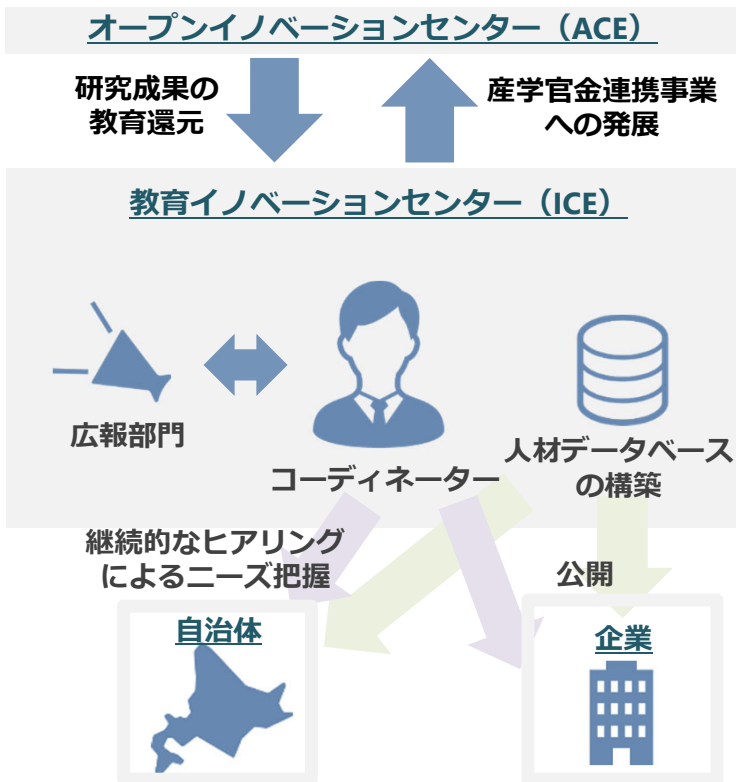 オープンイノベーションセンター（ACE）
研究成果の
教育還元
産学官金連携事業
への発展
教育イノベーションセンター（ICE）
広報部門
コーディネーター
人材データベース
の構築
継続的なヒアリング
によるニーズ把握
公開
自治体
企業